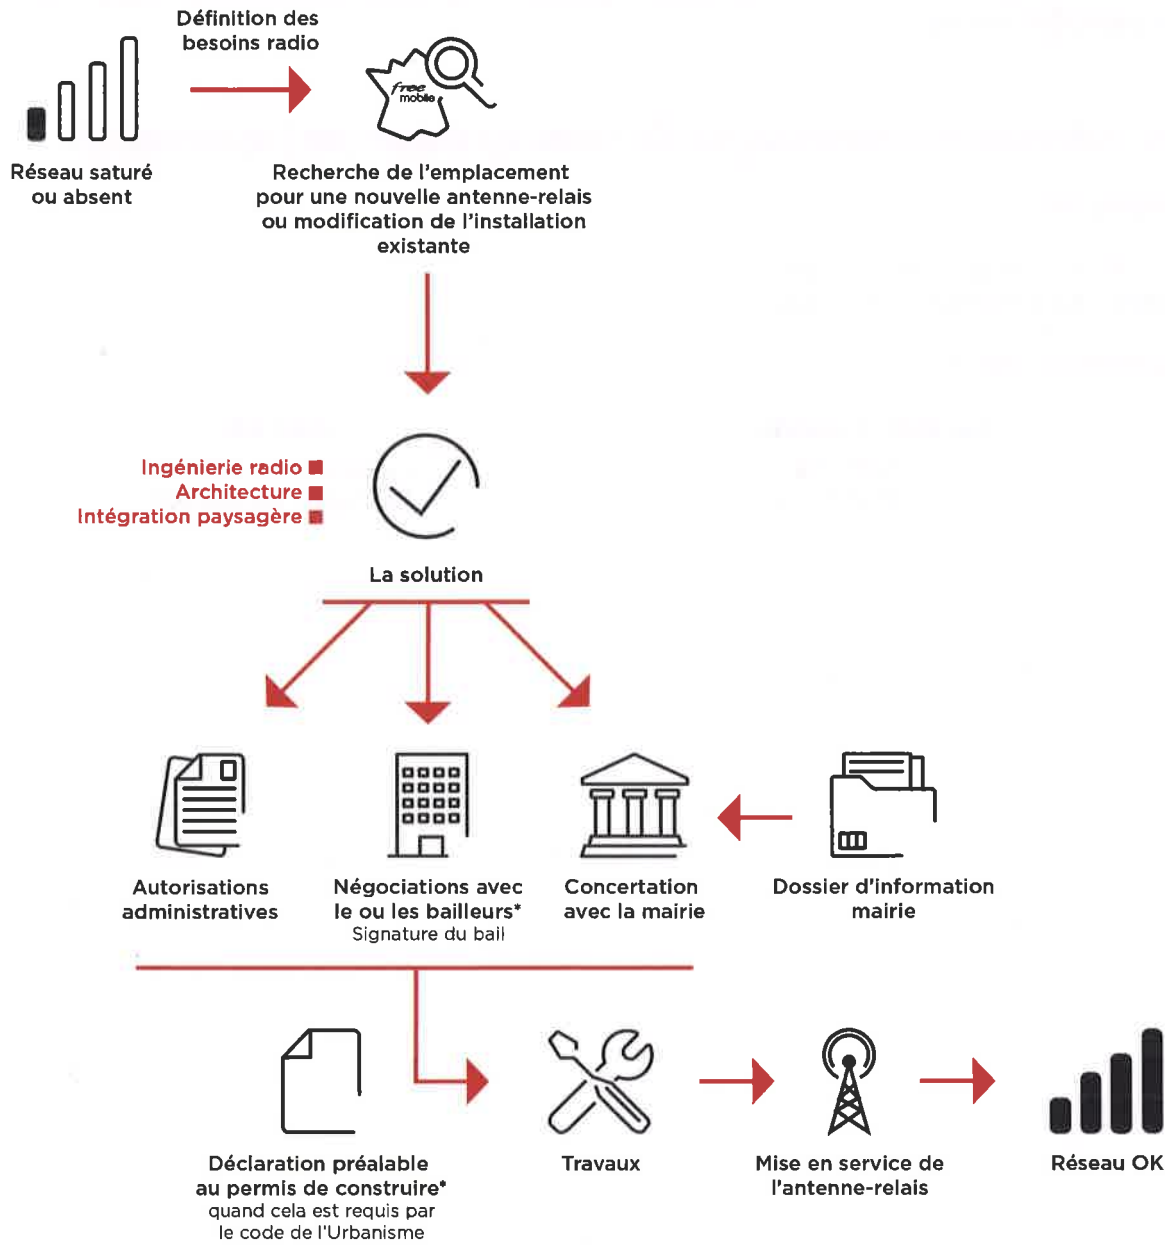 Définition des
besoins radio
free
mobile
Réseau saturé
ou absent
Recherche de l'emplacement
pour une nouvelle antenne-relais
ou modification de l'installation
existante
Ingénierie radio
Architecture
Intégration paysagère
La solution
Autorisations
administratives
Négociations avec
le ou les bailleurs*
Signature du bail
Concertation
avec la mairie
Dossier d'information
mairie
Déclaration préalable
au permis de construire*
quand cela est requis par
le code de l'Urbanisme
Travaux
Mise en service de
l'antenne-relais
Réseau OK